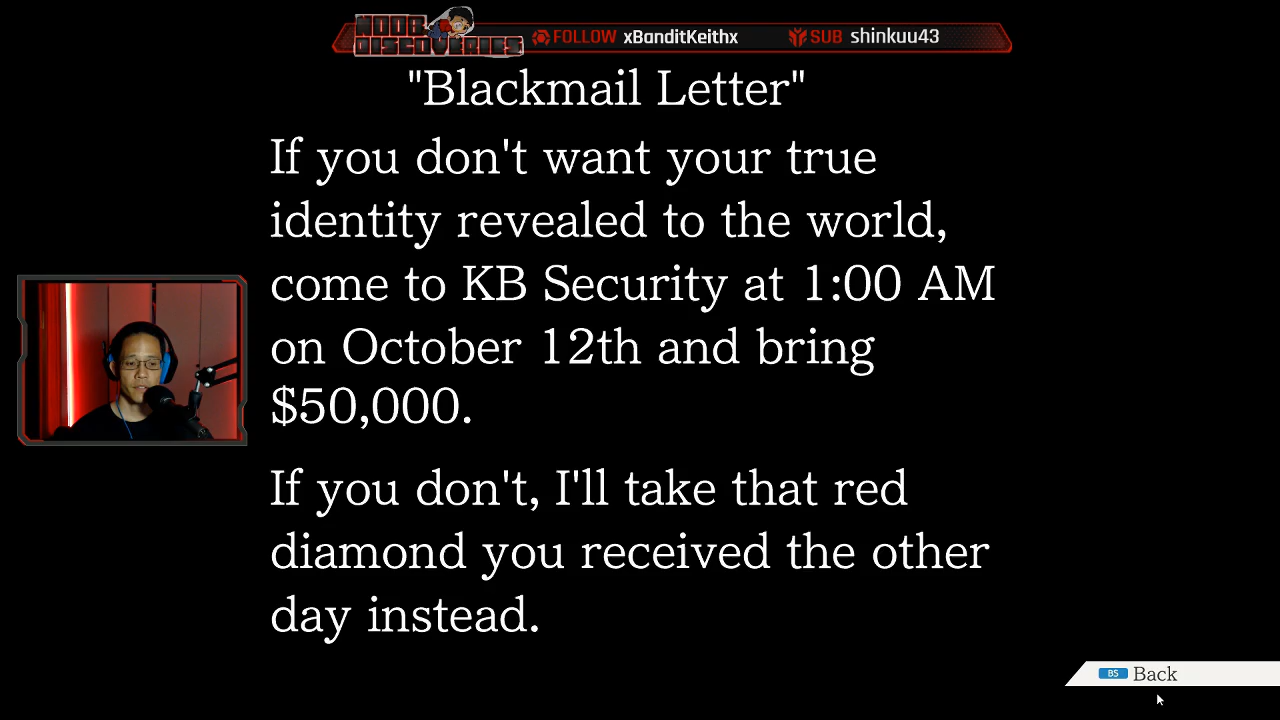 NOOB
DISCOVERIES
FOLLOW xBanditKeithx SUB shinkuu43
"Blackmail Letter"
If you don't want your true
identity revealed to the world,
come to KB Security at 1:00 AM
on October 12th and bring
$50,000.
If you don't, I'll take that red
diamond you received the other
day instead.
BS Back